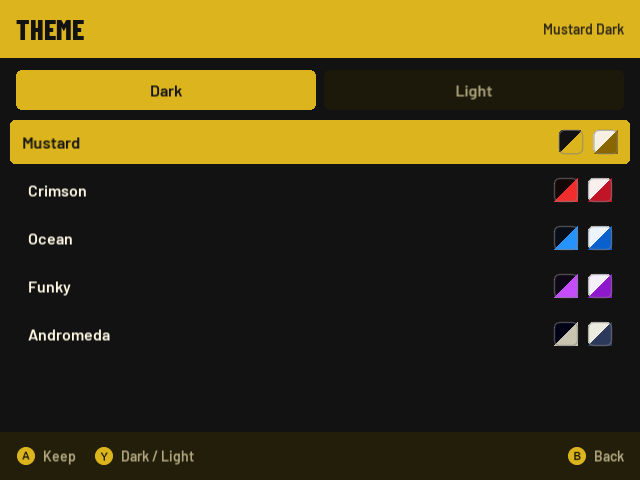 THEME
Mustard Dark
Dark
Light
Mustard
Crimson
Ocean
Funky
Andromeda
A Keep
Y Dark / Light
B Back